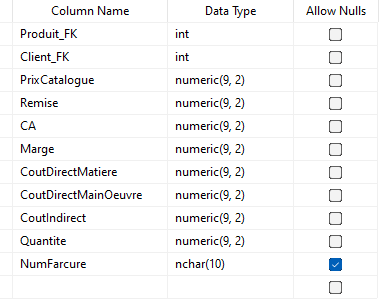 Column Name Data Type Allow Nulls
Produit_FK int
Client_FK int
PrixCatalogue numeric(9, 2)
Remise numeric(9, 2)
CA numeric(9, 2)
Marge numeric(9, 2)
CoutDirectMatiere numeric(9, 2)
CoutDirectMainOeuvre numeric(9, 2)
CoutIndirect numeric(9, 2)
Quantite numeric(9, 2)
NumFarcure nchar(10)